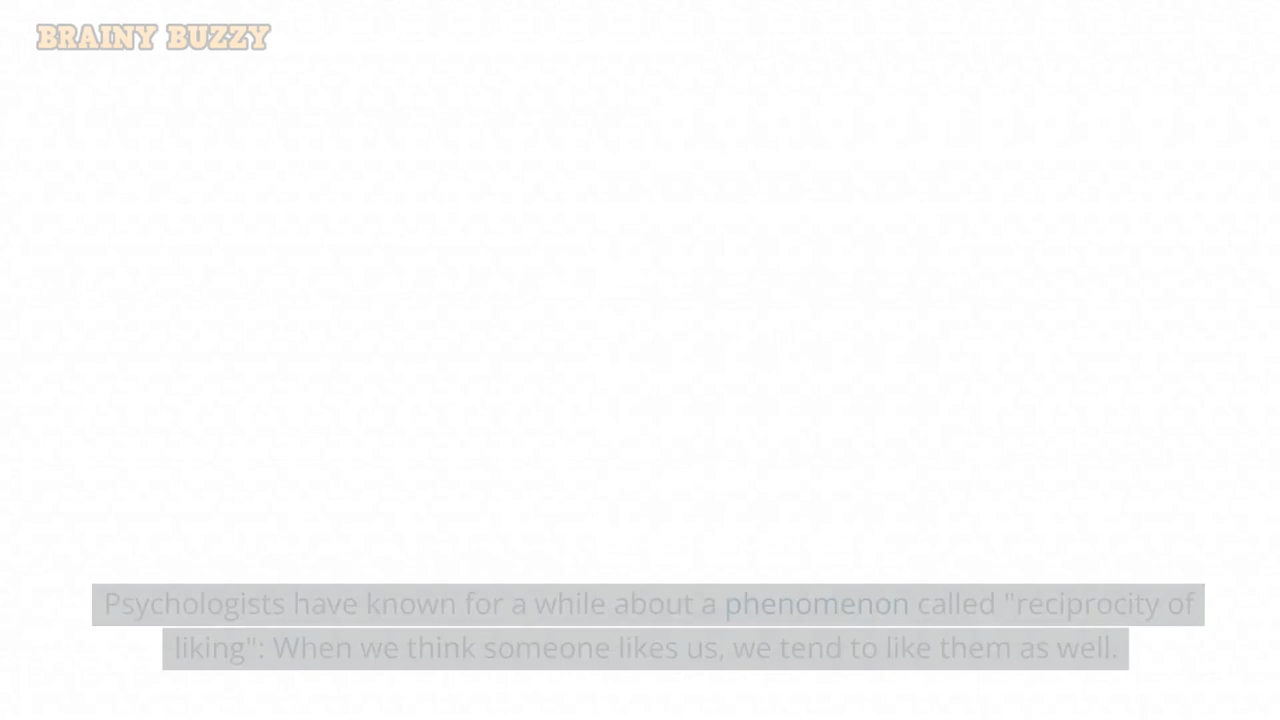 BRAINY BUZZY
Psychologists have known for a while about a phenomenon called "reciprocity of
liking": When we think someone likes us, we tend to like them as well.